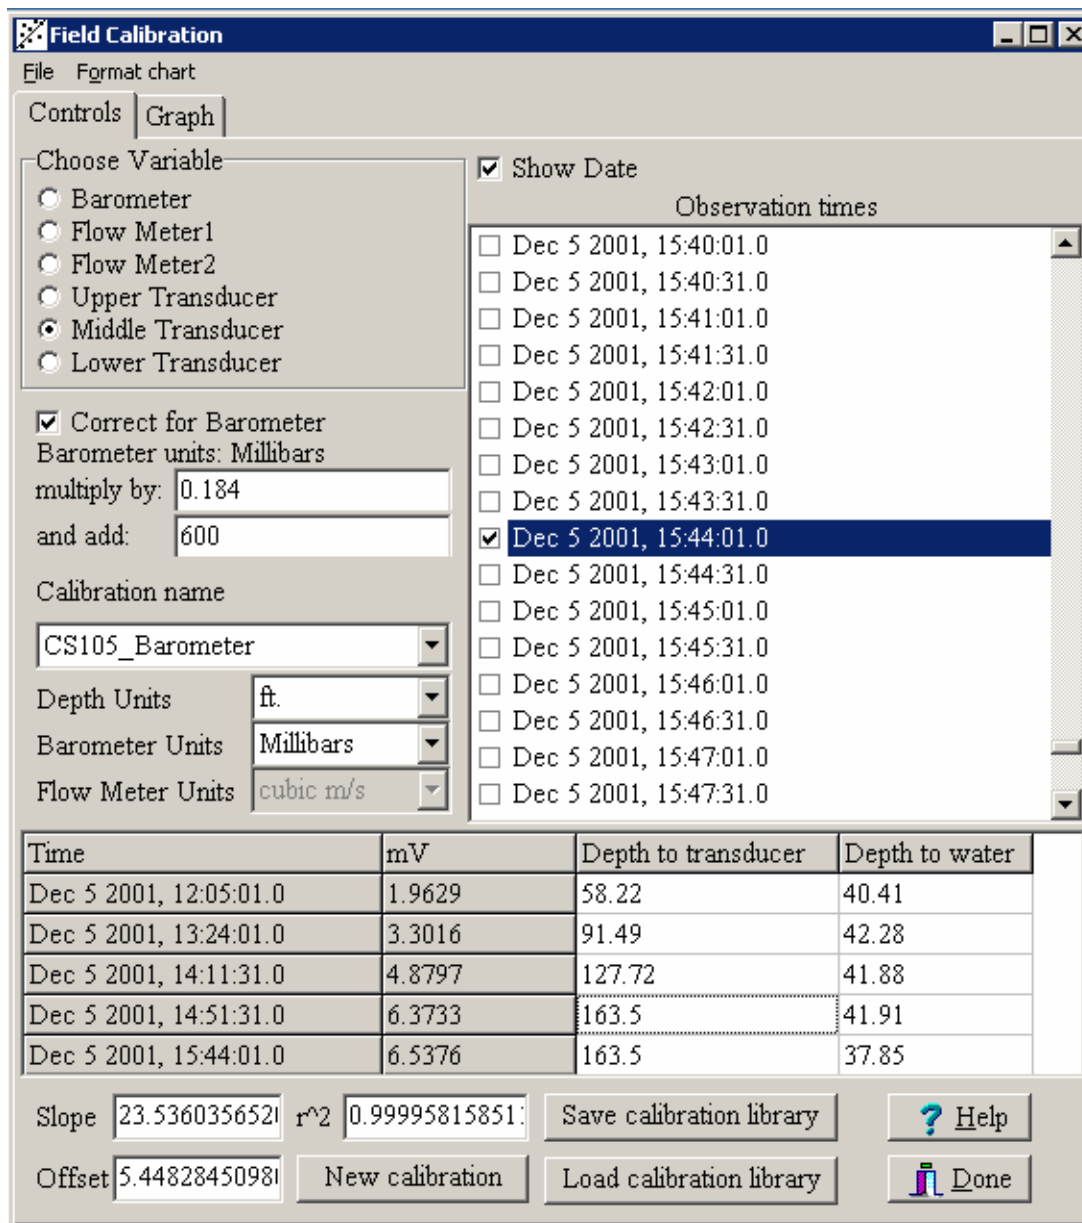 Field Calibration
File Format chart
Controls Graph
Choose Variable
Barometer
Flow Meter1
Flow Meter2
Upper Transducer
Middle Transducer
Lower Transducer
Correct for Barometer
Barometer units: Millibars
multiply by: 0.184
and add: 600
Calibration name
CS105_Barometer
Depth Units ft.
Barometer Units Millibars
Flow Meter Units cubic m/s
Show Date
Observation times
Dec 5 2001, 15:40:01.0
Dec 5 2001, 15:40:31.0
Dec 5 2001, 15:41:01.0
Dec 5 2001, 15:41:31.0
Dec 5 2001, 15:42:01.0
Dec 5 2001, 15:42:31.0
Dec 5 2001, 15:43:01.0
Dec 5 2001, 15:43:31.0
Dec 5 2001, 15:44:01.0
Dec 5 2001, 15:44:31.0
Dec 5 2001, 15:45:01.0
Dec 5 2001, 15:45:31.0
Dec 5 2001, 15:46:01.0
Dec 5 2001, 15:46:31.0
Dec 5 2001, 15:47:01.0
Dec 5 2001, 15:47:31.0
Time mV Depth to transducer Depth to water
Dec 5 2001, 12:05:01.0 1.9629 58.22 40.41
Dec 5 2001, 13:24:01.0 3.3016 91.49 42.28
Dec 5 2001, 14:11:31.0 4.8797 127.72 41.88
Dec 5 2001, 14:51:31.0 6.3733 163.5 41.91
Dec 5 2001, 15:44:01.0 6.5376 163.5 37.85
Slope 23.536035652 r^2 0.99995815851 Save calibration library Help
Offset 5.4482845098 New calibration Load calibration library Done